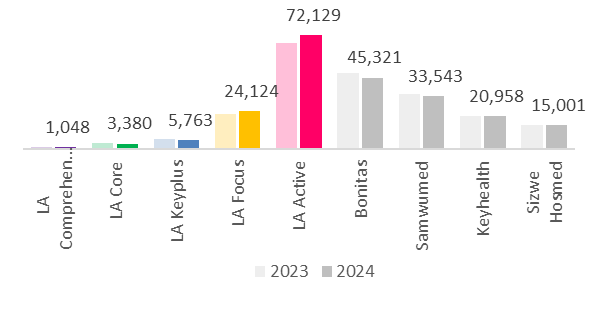 72,129
45,321
33,543
24,124
20,958
15,001
5,763
3,380
1,048
LA
Comprehen...
LA Core
LA Keyplus
LA Focus
LA Active
Bonitas
Samwumed
Keyhealth
Sizwe
Hosmed
2023
2024